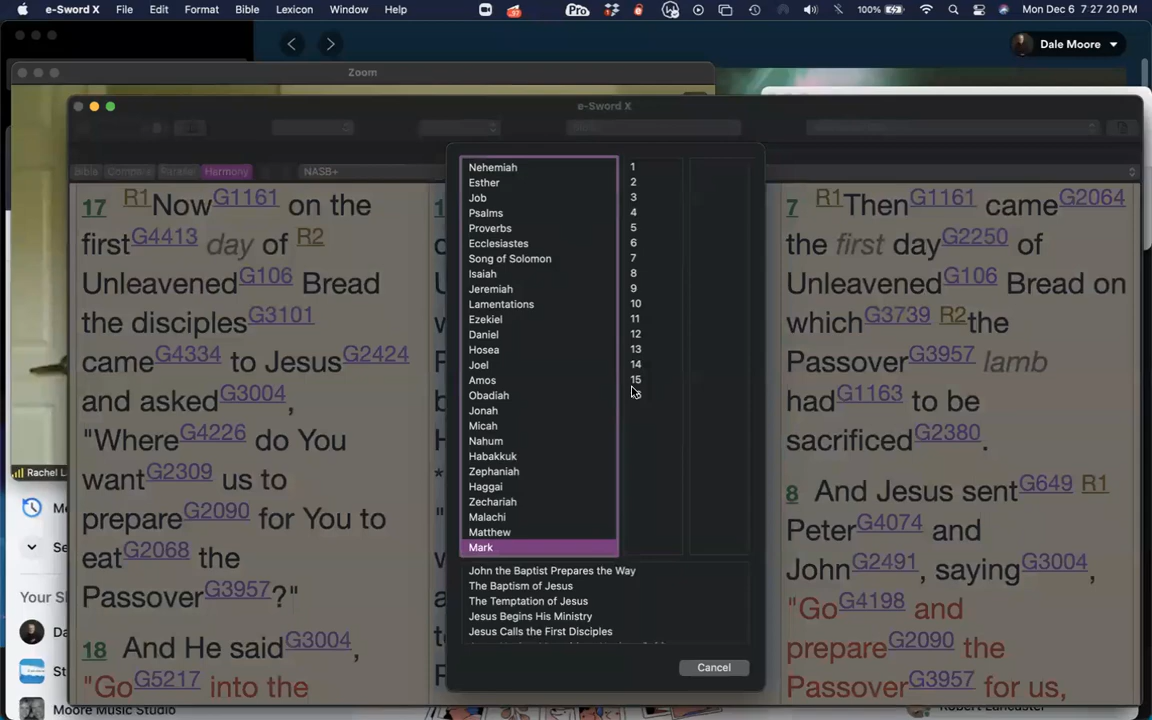 e-Sword X File Edit Format Bible Lexicon Window Help Pro 100% Mon Dec 6 7:27:20 PM
Dale Moore
Zoom
e-Sword X
Bible Compare Parallel Harmony NASB+
17 R1Now G1161 on the
first G4413 day of R2
Unleavened G106 Bread
the disciples G3101
came G4334 to Jesus G2424
and asked G3004,
"Where G4226 do You
want G2309 us to
prepare G2090 for You to
eat G2068 the
Passover G3957?"
18 And He said G3004,
"Go G5217 into the
Nehemiah
Esther
Job
Psalms
Proverbs
Ecclesiastes
Song of Solomon
Isaiah
Jeremiah
Lamentations
Ezekiel
Daniel
Hosea
Joel
Amos
Obadiah
Jonah
Micah
Nahum
Habakkuk
Zephaniah
Haggai
Zechariah
Malachi
Matthew
Mark
1
2
3
4
5
6
7
8
9
10
11
12
13
14
15
John the Baptist Prepares the Way
The Baptism of Jesus
The Temptation of Jesus
Jesus Begins His Ministry
Jesus Calls the First Disciples
Cancel
7 R1Then G1161 came G2064
the first day G2250 of
Unleavened G106 Bread on
which G3739 R2the
Passover G3957 lamb
had G1163 to be
sacrificed G2380.
8 And Jesus sent G649 R1
Peter G4074 and
John G2491, saying G3004,
"Go G4198 and
prepare G2090 the
Passover G3957 for us,
Rachel L
Your S
Moore Music Studio
Robert Lancaster